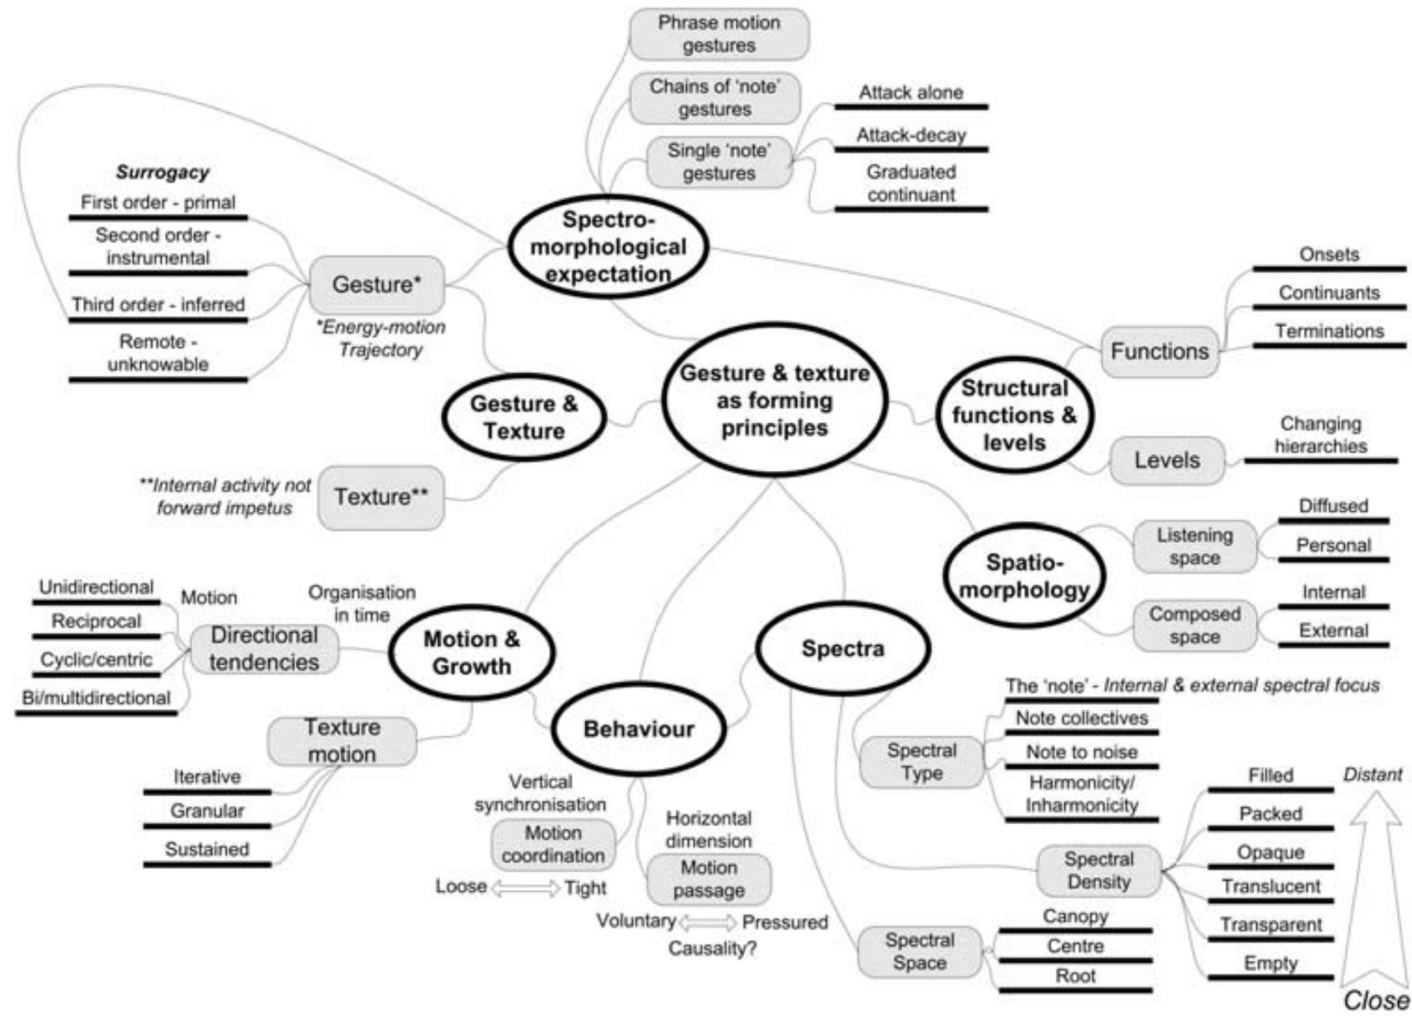 Phrase motion
gestures
Chains of ‘note’
gestures
Single ‘note’
gestures
Attack alone
Attack-decay
Graduated
continuant
Spectro-
morphological
expectation
Surrogacy
First order - primal
Second order -
instrumental
Third order - inferred
Remote -
unknowable
Gesture*
*Energy-motion
Trajectory
Gesture &
Texture
Texture**
**Internal activity not
forward impetus
Gesture & texture
as forming
principles
Structural
functions &
levels
Functions
Onsets
Continuants
Terminations
Levels
Changing
hierarchies
Spatio-
morphology
Listening
space
Diffused
Personal
Composed
space
Internal
External
Motion &
Growth
Organisation
in time
Directional
tendencies
Motion
Unidirectional
Reciprocal
Cyclic/centric
Bi/multidirectional
Texture
motion
Iterative
Granular
Sustained
Behaviour
Vertical
synchronisation
Motion
coordination
Loose
Tight
Horizontal
dimension
Motion
passage
Voluntary
Pressured
Causality?
Spectra
Spectral
Type
The ‘note’ - Internal & external spectral focus
Note collectives
Note to noise
Harmonicity/
Inharmonicity
Spectral
Density
Filled
Packed
Opaque
Translucent
Transparent
Empty
Distant
Close
Spectral
Space
Canopy
Centre
Root